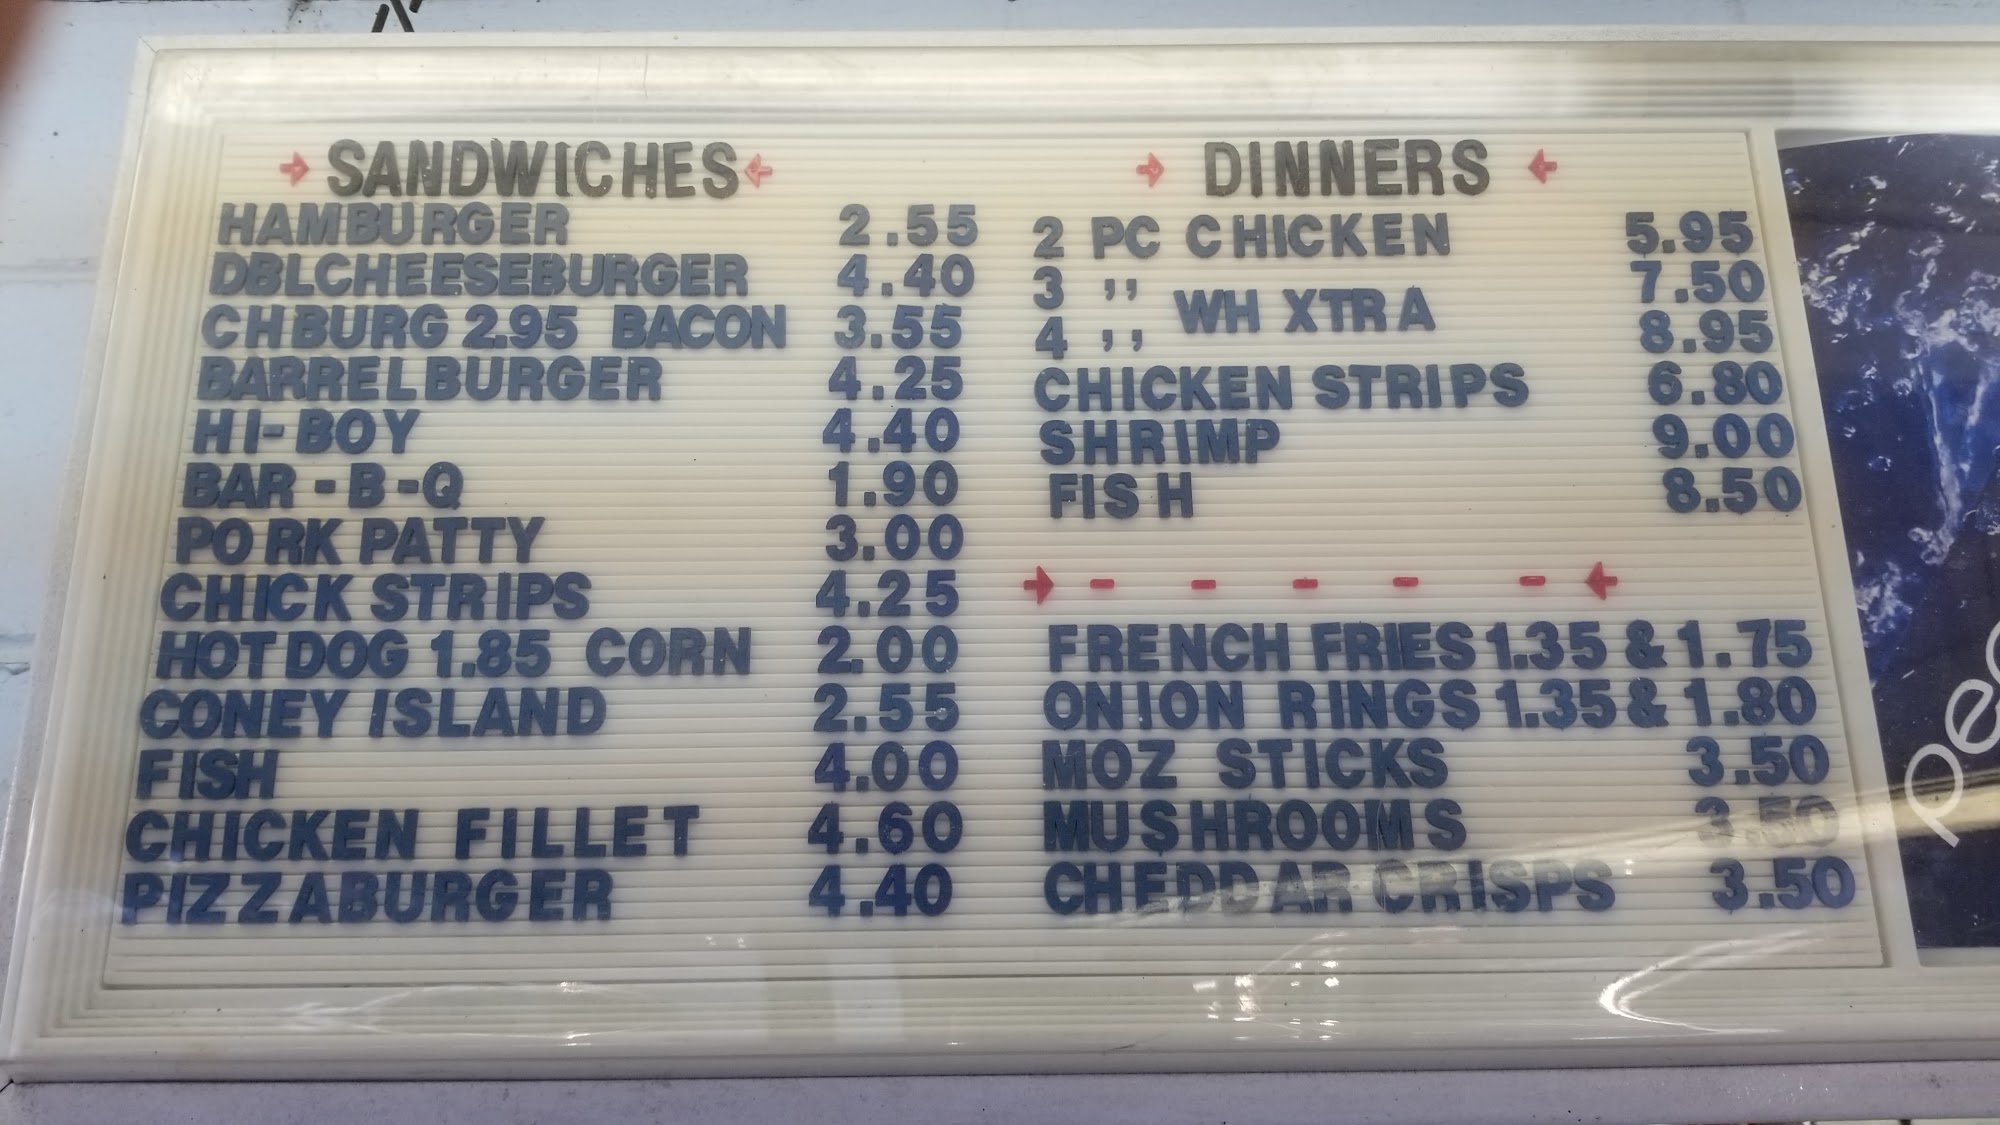 SANDWICHES
HAMBURGER 2.55
DBLCHEESEBURGER 4.40
CHBURG 2.95 BACON 3.55
BARRELBURGER 4.25
HI-BOY 4.40
BAR-B-Q 1.90
PORK PATTY 3.00
CHICK STRIPS 4.25
HOT DOG 1.85 CORN 2.00
CONEY ISLAND 2.55
FISH 4.00
CHICKEN FILLET 4.60
PIZZABURGER 4.40
DINNERS
2 PC CHICKEN 5.95
3 ,, 7.50
WH XTRA
4 ,, 8.95
CHICKEN STRIPS 6.80
SHRIMP 9.00
FISH 8.50
FRENCH FRIES 1.35 & 1.75
ONION RINGS 1.35 & 1.80
MOZ STICKS 3.50
MUSHROOMS 3.50
CHEDDAR CRISPS 3.50